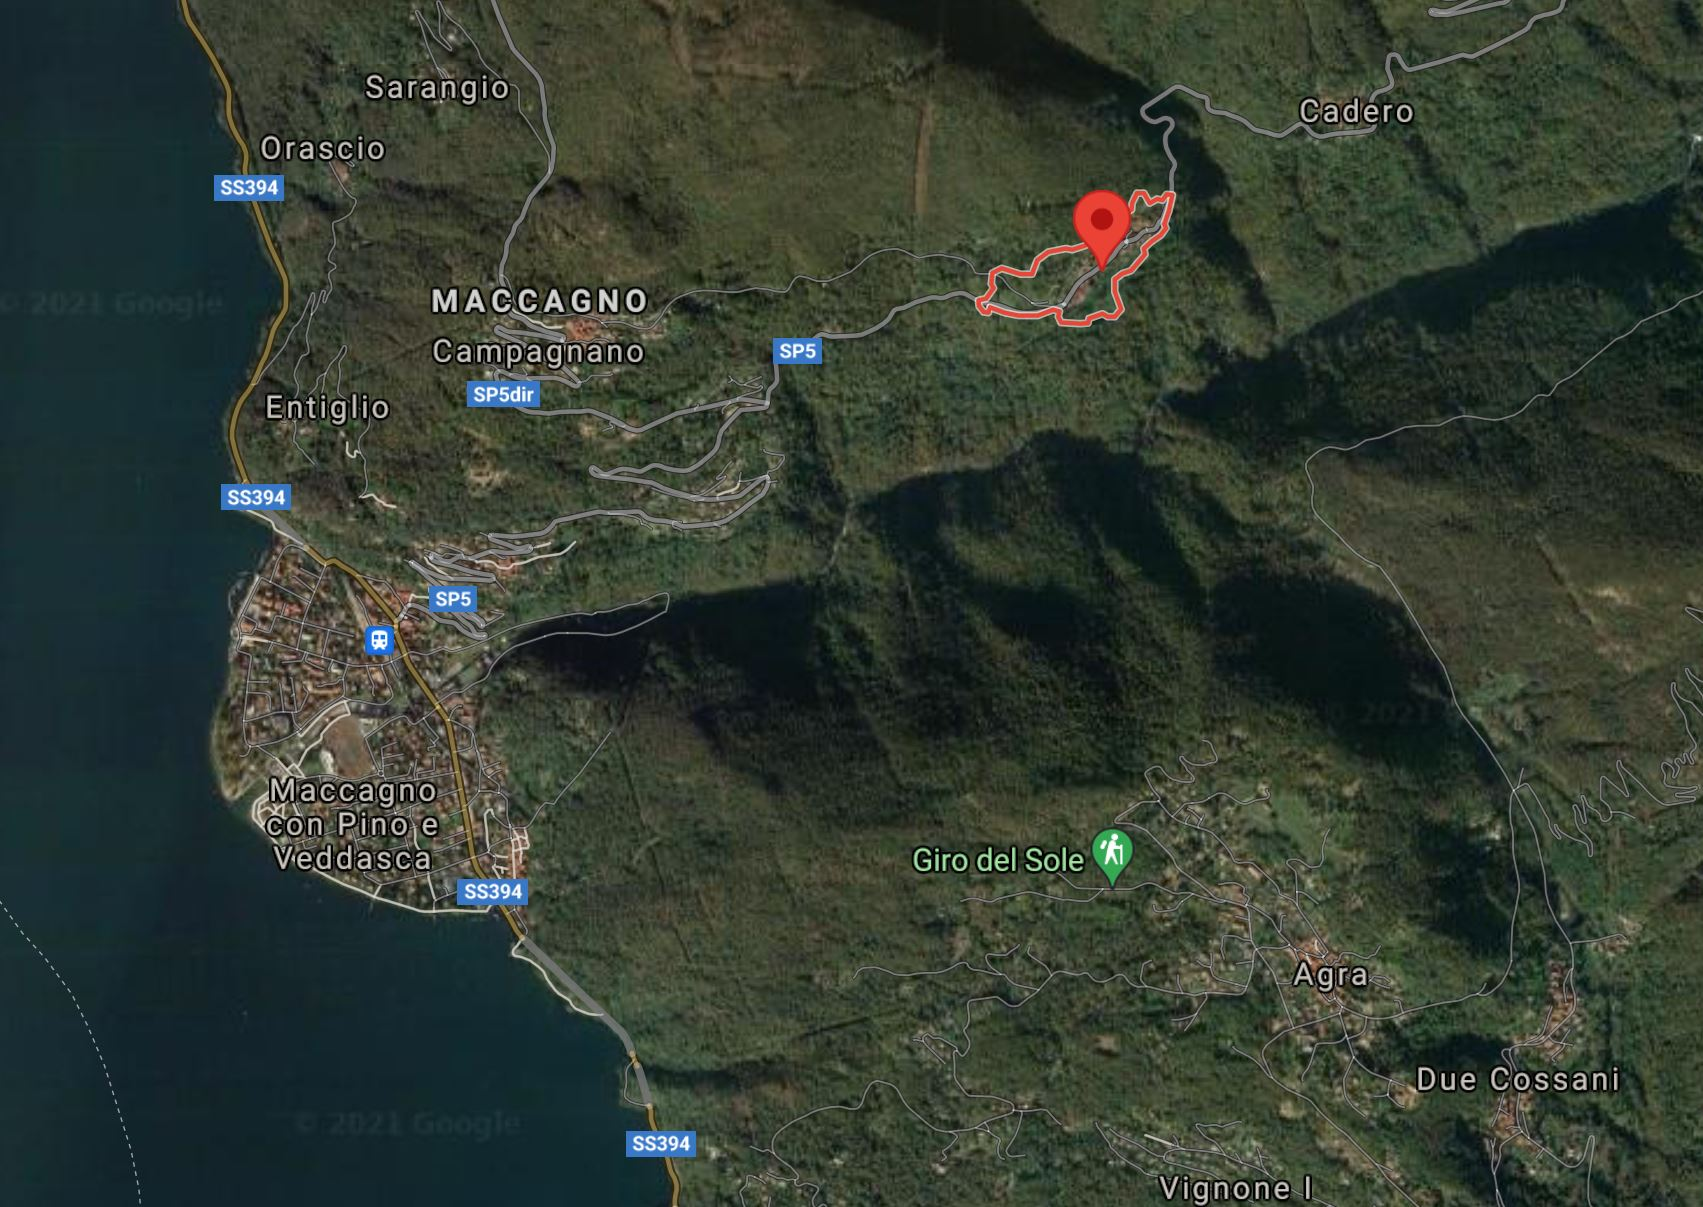 Sarangio
Cadero
Orascio
SS394
© 2021 Google
MACCAGNO
Campagnano
SP5
SP5dir
Entiglio
SS394
SP5
Maccagno
con Pino e
Veddasca
Giro del Sole
SS394
Agra
Due Cossani
© 2021 Google
SS394
Vignone I